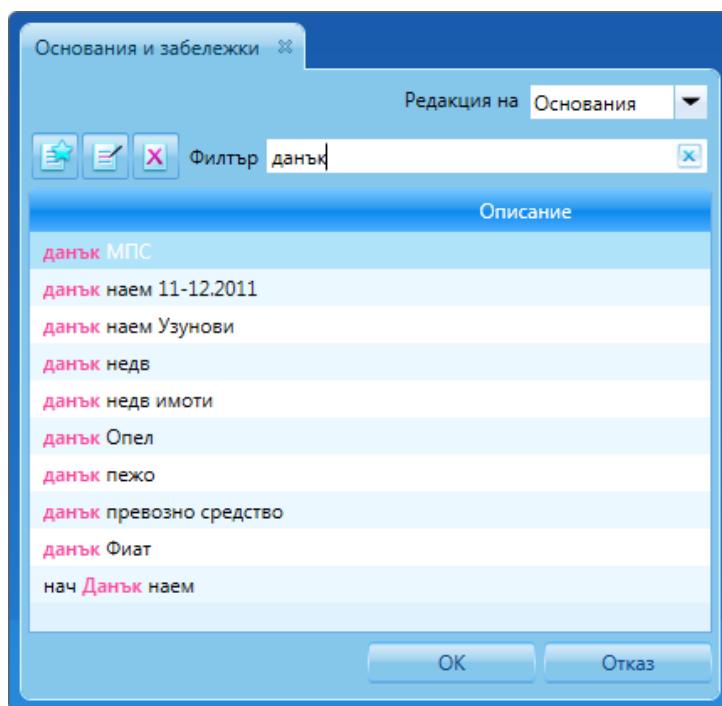 Основания и забележки
Редакция на Основания
Филтър данък
Описание
данък МПС
данък наем 11-12.2011
данък наем Узунови
данък недв
данък недв имоти
данък Опел
данък пежо
данък превозно средство
данък Фиат
нач Данък наем
OK Отказ